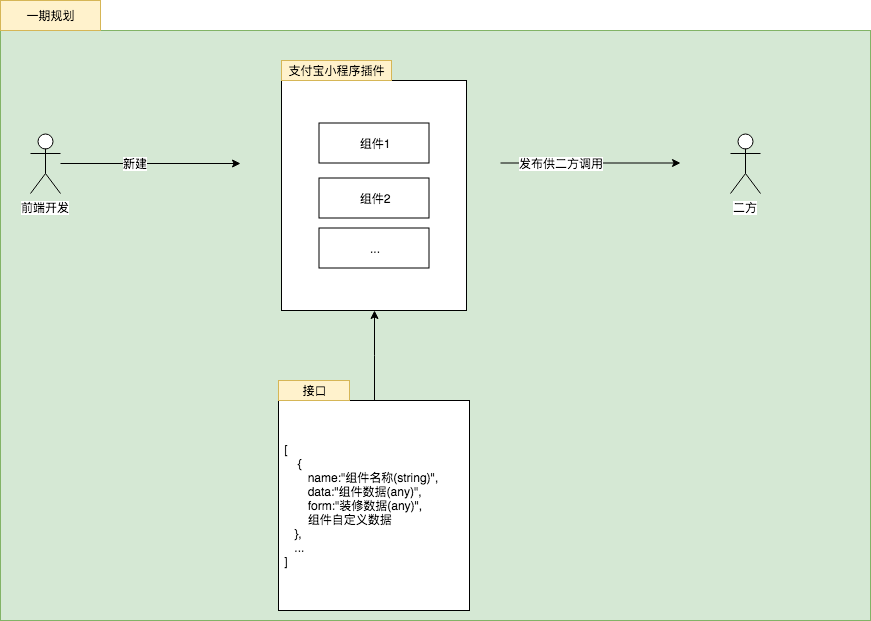 一期规划
支付宝小程序插件
组件1
新建
发布供二方调用
组件2
前端开发
二方
...
接口
[
{
name:"组件名称(string)",
data:"组件数据(any)",
form:"装修数据(any)",
组件自定义数据
},
...
]